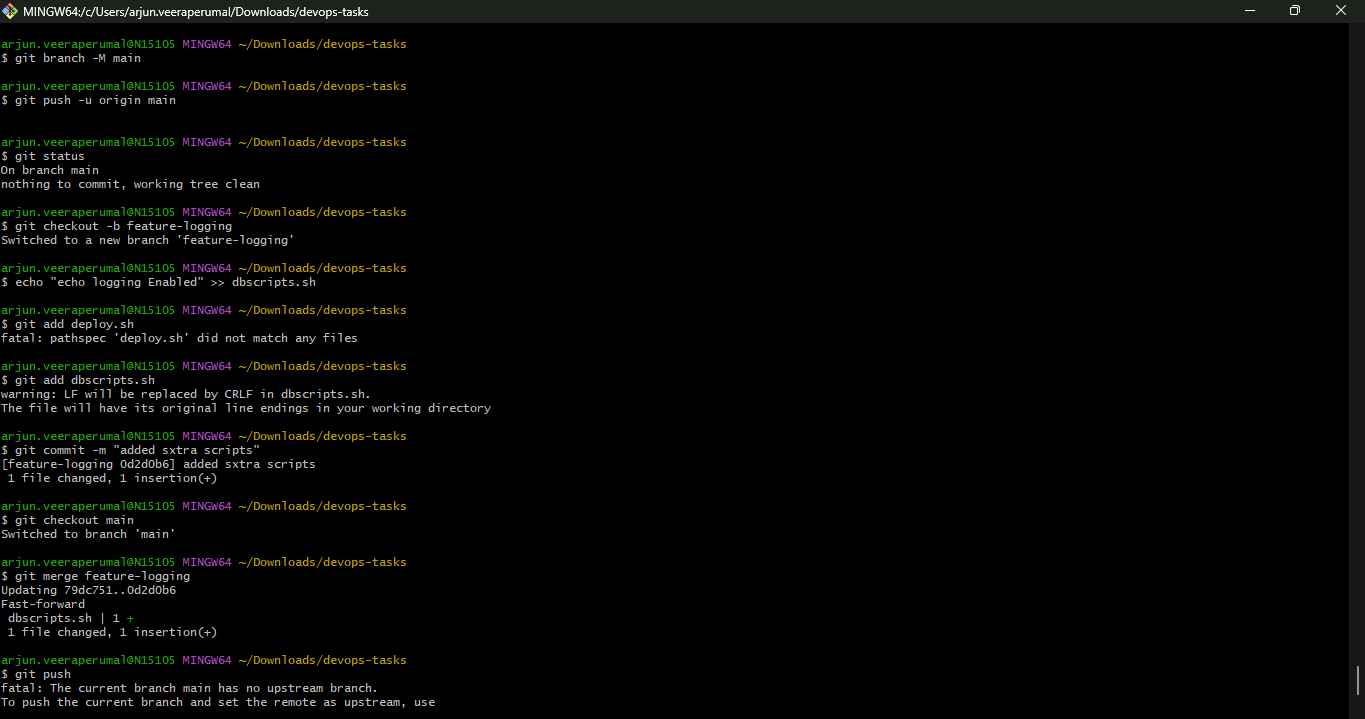 MINGW64:/c/Users/arjun.veeraperumal/Downloads/devops-tasks
arjun.veeraperumal@N15105 MINGW64 ~/Downloads/devops-tasks
$ git branch -M main
arjun.veeraperumal@N15105 MINGW64 ~/Downloads/devops-tasks
$ git push -u origin main
arjun.veeraperumal@N15105 MINGW64 ~/Downloads/devops-tasks
$ git status
On branch main
nothing to commit, working tree clean
arjun.veeraperumal@N15105 MINGW64 ~/Downloads/devops-tasks
$ git checkout -b feature-logging
Switched to a new branch 'feature-logging'
arjun.veeraperumal@N15105 MINGW64 ~/Downloads/devops-tasks
$ echo "echo logging Enabled" >> dbscripts.sh
arjun.veeraperumal@N15105 MINGW64 ~/Downloads/devops-tasks
$ git add deploy.sh
fatal: pathspec 'deploy.sh' did not match any files
arjun.veeraperumal@N15105 MINGW64 ~/Downloads/devops-tasks
$ git add dbscripts.sh
warning: LF will be replaced by CRLF in dbscripts.sh.
The file will have its original line endings in your working directory
arjun.veeraperumal@N15105 MINGW64 ~/Downloads/devops-tasks
$ git commit -m "added sxtra scripts"
[feature-logging 0d2d0b6] added sxtra scripts
1 file changed, 1 insertion(+)
arjun.veeraperumal@N15105 MINGW64 ~/Downloads/devops-tasks
$ git checkout main
Switched to branch 'main'
arjun.veeraperumal@N15105 MINGW64 ~/Downloads/devops-tasks
$ git merge feature-logging
Updating 79dc751..0d2d0b6
Fast-forward
dbscripts.sh | 1 +
1 file changed, 1 insertion(+)
arjun.veeraperumal@N15105 MINGW64 ~/Downloads/devops-tasks
$ git push
fatal: The current branch main has no upstream branch.
To push the current branch and set the remote as upstream, use